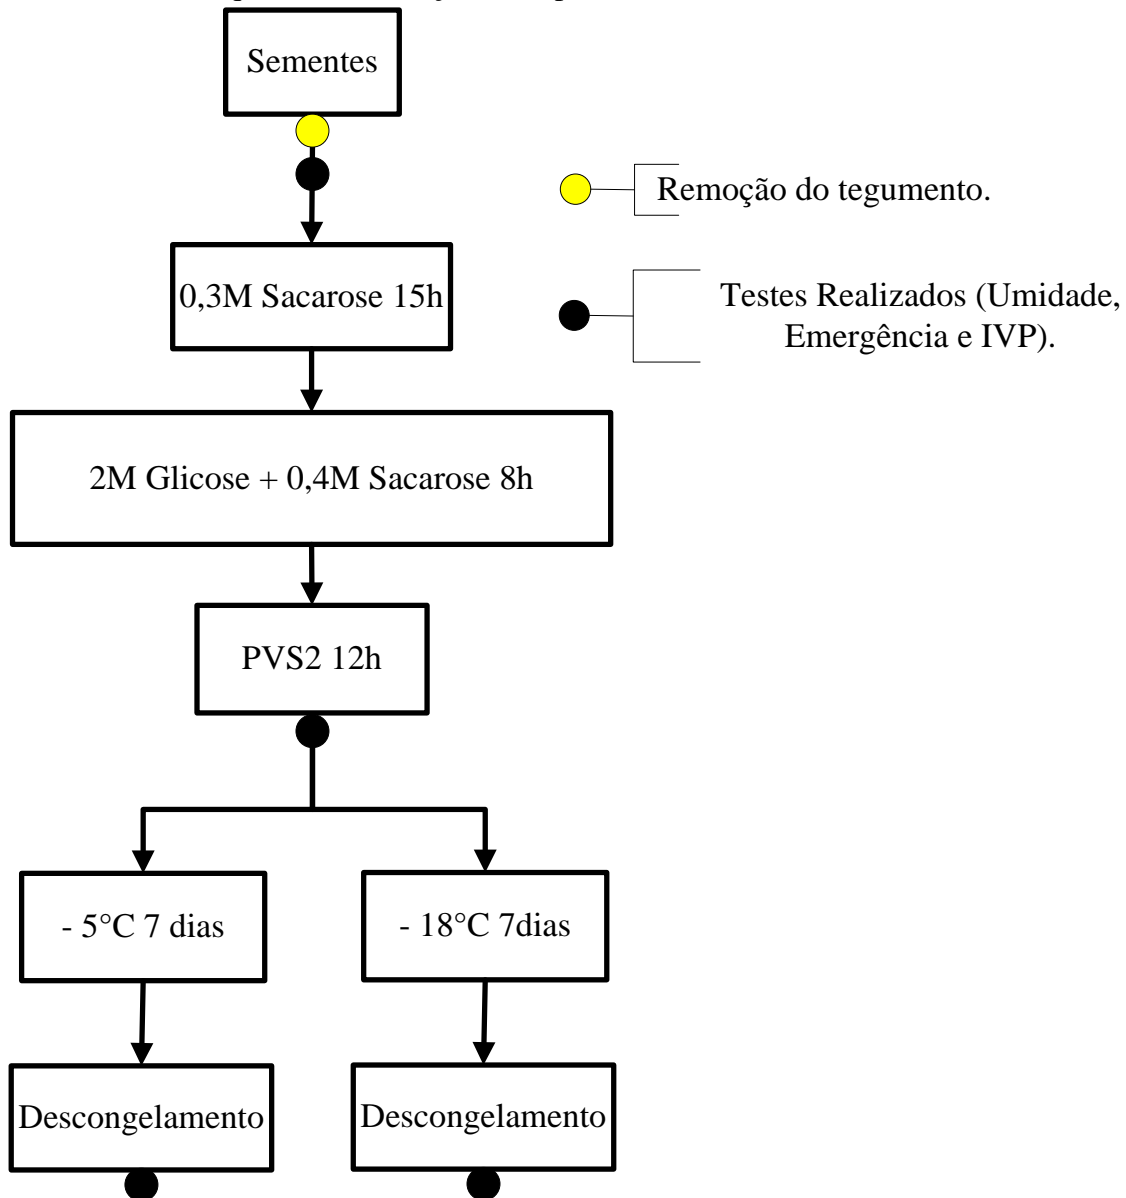 Sementes
Remoção do tegumento.
0,3M Sacarose 15h
Testes Realizados (Umidade,
Emergência e IVP).
2M Glicose + 0,4M Sacarose 8h
PVS2 12h
- 5°C 7 dias
- 18°C 7dias
Descongelamento
Descongelamento